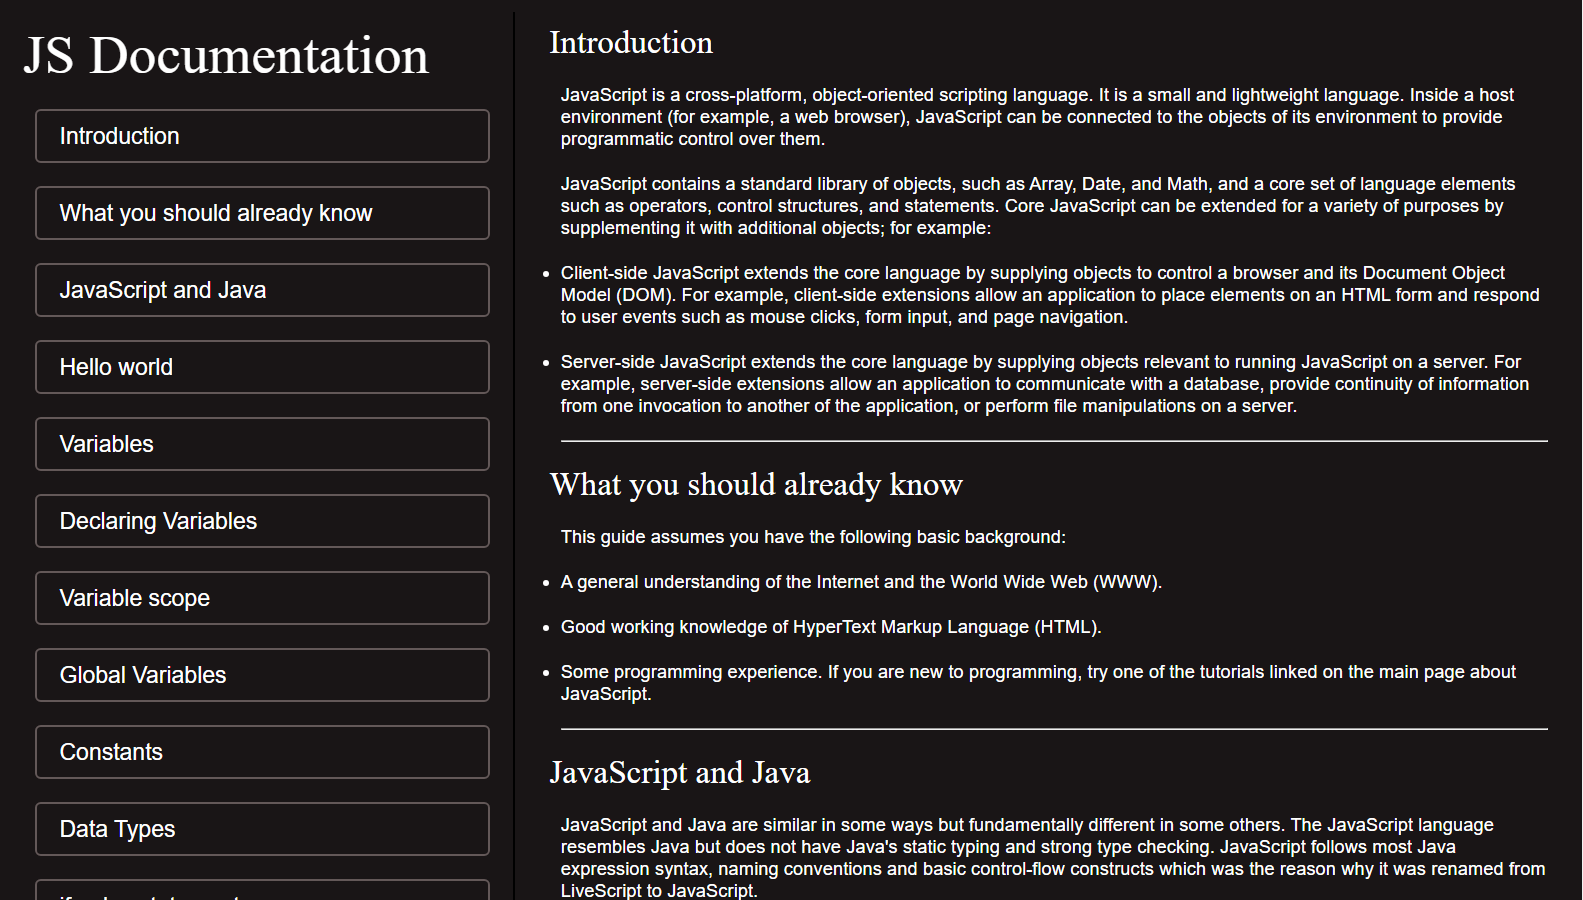 JS Documentation
Introduction
What you should already know
JavaScript and Java
Hello world
Variables
Declaring Variables
Variable scope
Global Variables
Constants
Data Types
Introduction
JavaScript is a cross-platform, object-oriented scripting language. It is a small and lightweight language. Inside a host
environment (for example, a web browser), JavaScript can be connected to the objects of its environment to provide
programmatic control over them.
JavaScript contains a standard library of objects, such as Array, Date, and Math, and a core set of language elements
such as operators, control structures, and statements. Core JavaScript can be extended for a variety of purposes by
supplementing it with additional objects; for example:
• Client-side JavaScript extends the core language by supplying objects to control a browser and its Document Object
Model (DOM). For example, client-side extensions allow an application to place elements on an HTML form and respond
to user events such as mouse clicks, form input, and page navigation.
• Server-side JavaScript extends the core language by supplying objects relevant to running JavaScript on a server. For
example, server-side extensions allow an application to communicate with a database, provide continuity of information
from one invocation to another of the application, or perform file manipulations on a server.
What you should already know
This guide assumes you have the following basic background:
• A general understanding of the Internet and the World Wide Web (WWW).
• Good working knowledge of HyperText Markup Language (HTML).
• Some programming experience. If you are new to programming, try one of the tutorials linked on the main page about
JavaScript.
JavaScript and Java
JavaScript and Java are similar in some ways but fundamentally different in some others. The JavaScript language
resembles Java but does not have Java's static typing and strong type checking. JavaScript follows most Java
expression syntax, naming conventions and basic control-flow constructs which was the reason why it was renamed from
LiveScript to JavaScript.